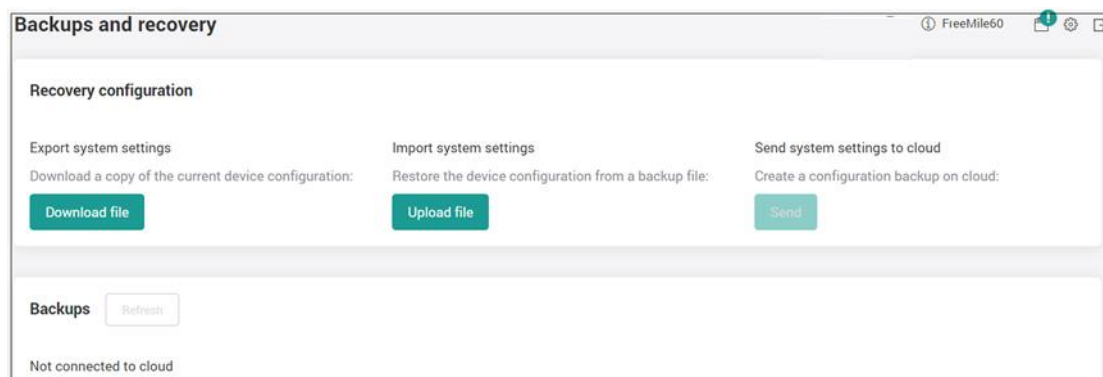 Backups and recovery
FreeMile60
Recovery configuration
Export system settings
Import system settings
Send system settings to cloud
Download a copy of the current device configuration:
Restore the device configuration from a backup file:
Create a configuration backup on cloud:
Download file
Upload file
Send
Backups
Refresh
Not connected to cloud